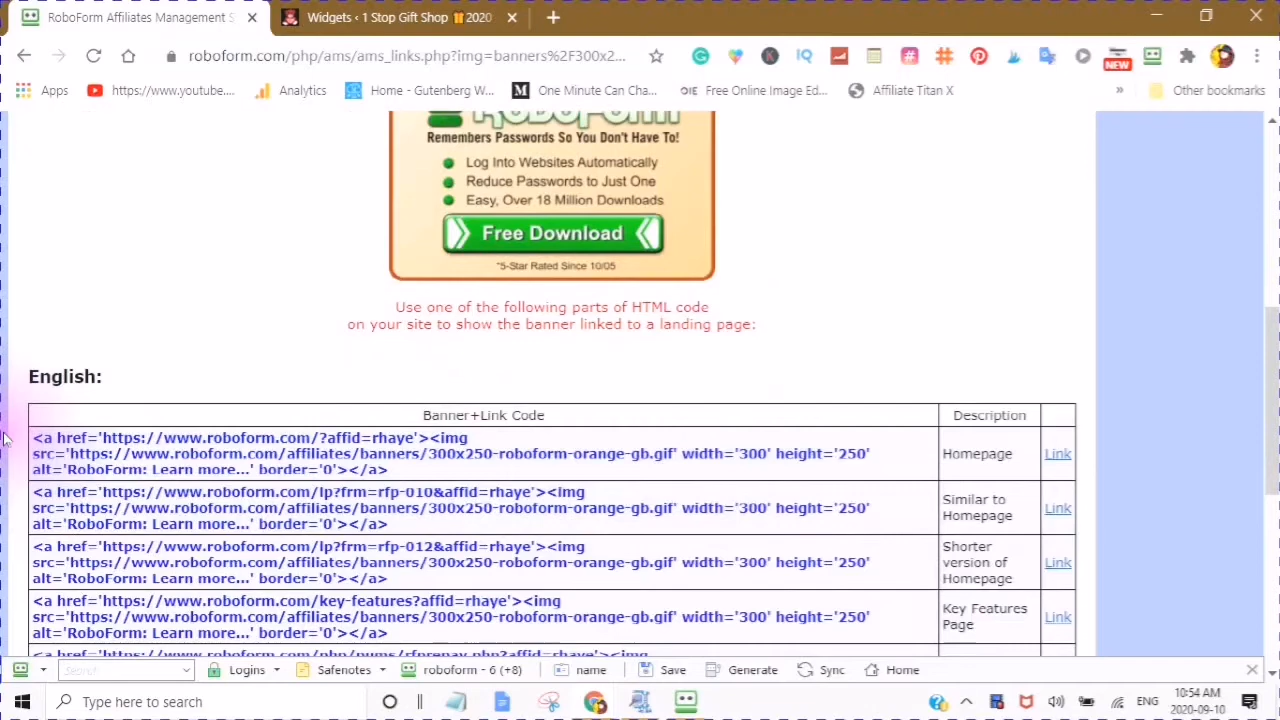 RoboForm Affiliates Management S
Widgets ‹ 1 Stop Gift Shop 🎁2020
roboform.com/php/ams/ams_links.php?img=banners%2F300x2...
NEW
Apps
https://www.youtube....
Analytics
Home - Gutenberg W...
One Minute Can Cha...
Free Online Image Ed...
Affiliate Titan X
»
Other bookmarks
ROBOFORM
Remembers Passwords So You Don't Have To!
Log Into Websites Automatically
Reduce Passwords to Just One
Easy, Over 18 Million Downloads
Free Download
*5-Star Rated Since 10/05
Use one of the following parts of HTML code
on your site to show the banner linked to a landing page:
English:
Banner+Link Code
Description
<a href='https://www.roboform.com/?affid=rhaye'><img
src='https://www.roboform.com/affiliates/banners/300x250-roboform-orange-gb.gif' width='300' height='250'
alt='RoboForm: Learn more...' border='0'></a>
Homepage
Link
<a href='https://www.roboform.com/lp?frm=rfp-010&affid=rhaye'><img
src='https://www.roboform.com/affiliates/banners/300x250-roboform-orange-gb.gif' width='300' height='250'
alt='RoboForm: Learn more...' border='0'></a>
Similar to
Homepage
Link
<a href='https://www.roboform.com/lp?frm=rfp-012&affid=rhaye'><img
src='https://www.roboform.com/affiliates/banners/300x250-roboform-orange-gb.gif' width='300' height='250'
alt='RoboForm: Learn more...' border='0'></a>
Shorter
version of
Homepage
Link
<a href='https://www.roboform.com/key-features?affid=rhaye'><img
src='https://www.roboform.com/affiliates/banners/300x250-roboform-orange-gb.gif' width='300' height='250'
alt='RoboForm: Learn more...' border='0'></a>
Key Features
Page
Link
Search
Logins
Safenotes
roboform - 6 (+8)
name
Save
Generate
Sync
Home
Type here to search
ENG
10:54 AM
2020-09-10